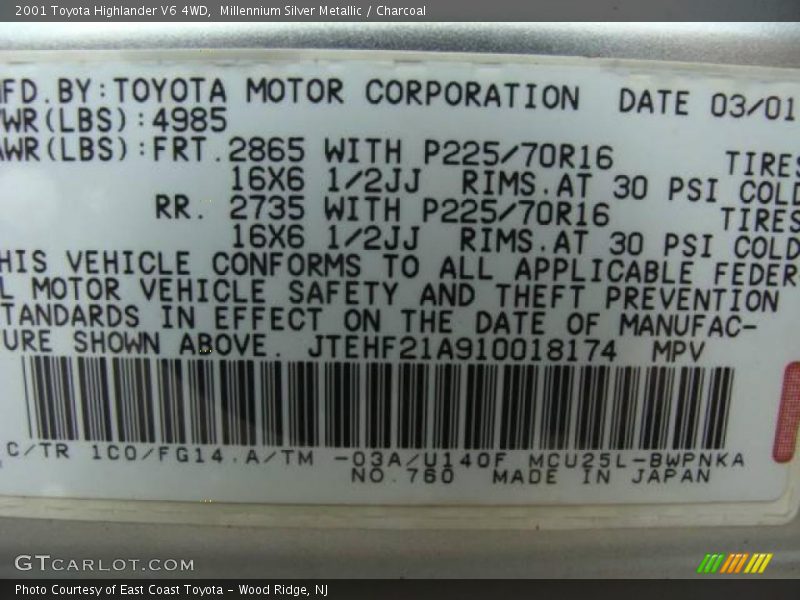 2001 Toyota Highlander V6 4WD, Millennium Silver Metallic / Charcoal
MFD.BY:TOYOTA MOTOR CORPORATION DATE 03/01
VWR(LBS):4985
AWR(LBS):FRT.2865 WITH P225/70R16 TIRES
16X6 1/2JJ RIMS.AT 30 PSI COLD
RR. 2735 WITH P225/70R16 TIRES
16X6 1/2JJ RIMS.AT 30 PSI COLD
HIS VEHICLE CONFORMS TO ALL APPLICABLE FEDER
L MOTOR VEHICLE SAFETY AND THEFT PREVENTION
TANDARDS IN EFFECT ON THE DATE OF MANUFAC-
URE SHOWN ABOVE. JTEHF21A910018174 MPV
C/TR 1C0/FG14.A/TM -03A/U140F MCU25L-BWPNKA
NO.760 MADE IN JAPAN
GTCARLOT.COM
Photo Courtesy of East Coast Toyota - Wood Ridge, NJ